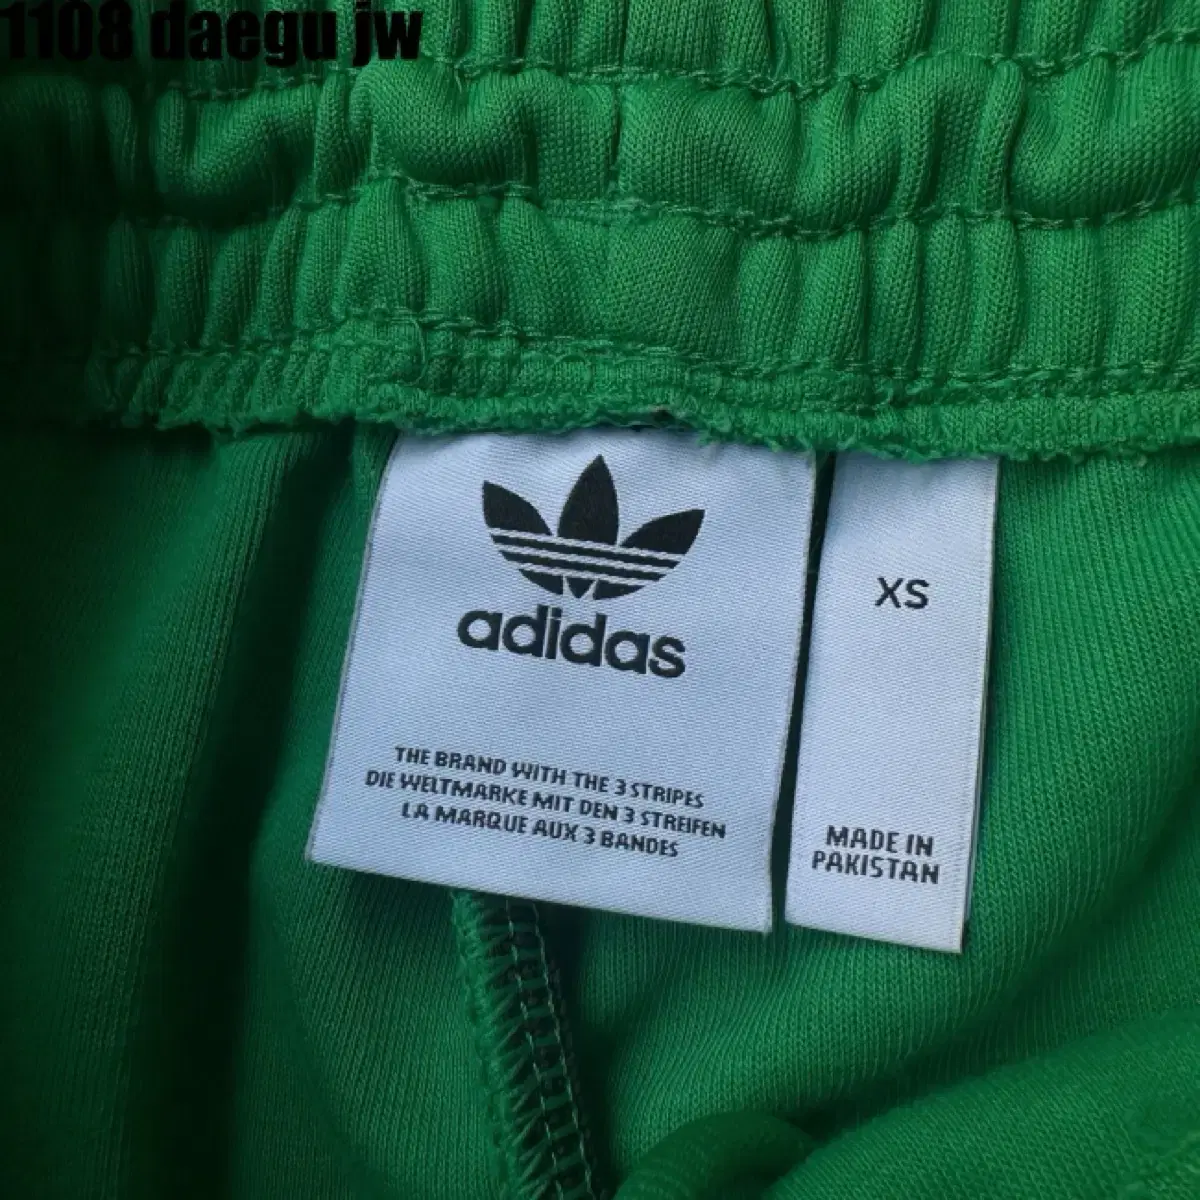 1108 daegu jw
adidas
THE BRAND WITH THE 3 STRIPES
DIE WELTMARKE MIT DEN 3 STREIFEN
LA MARQUE AUX 3 BANDES
XS
MADE IN
PAKISTAN